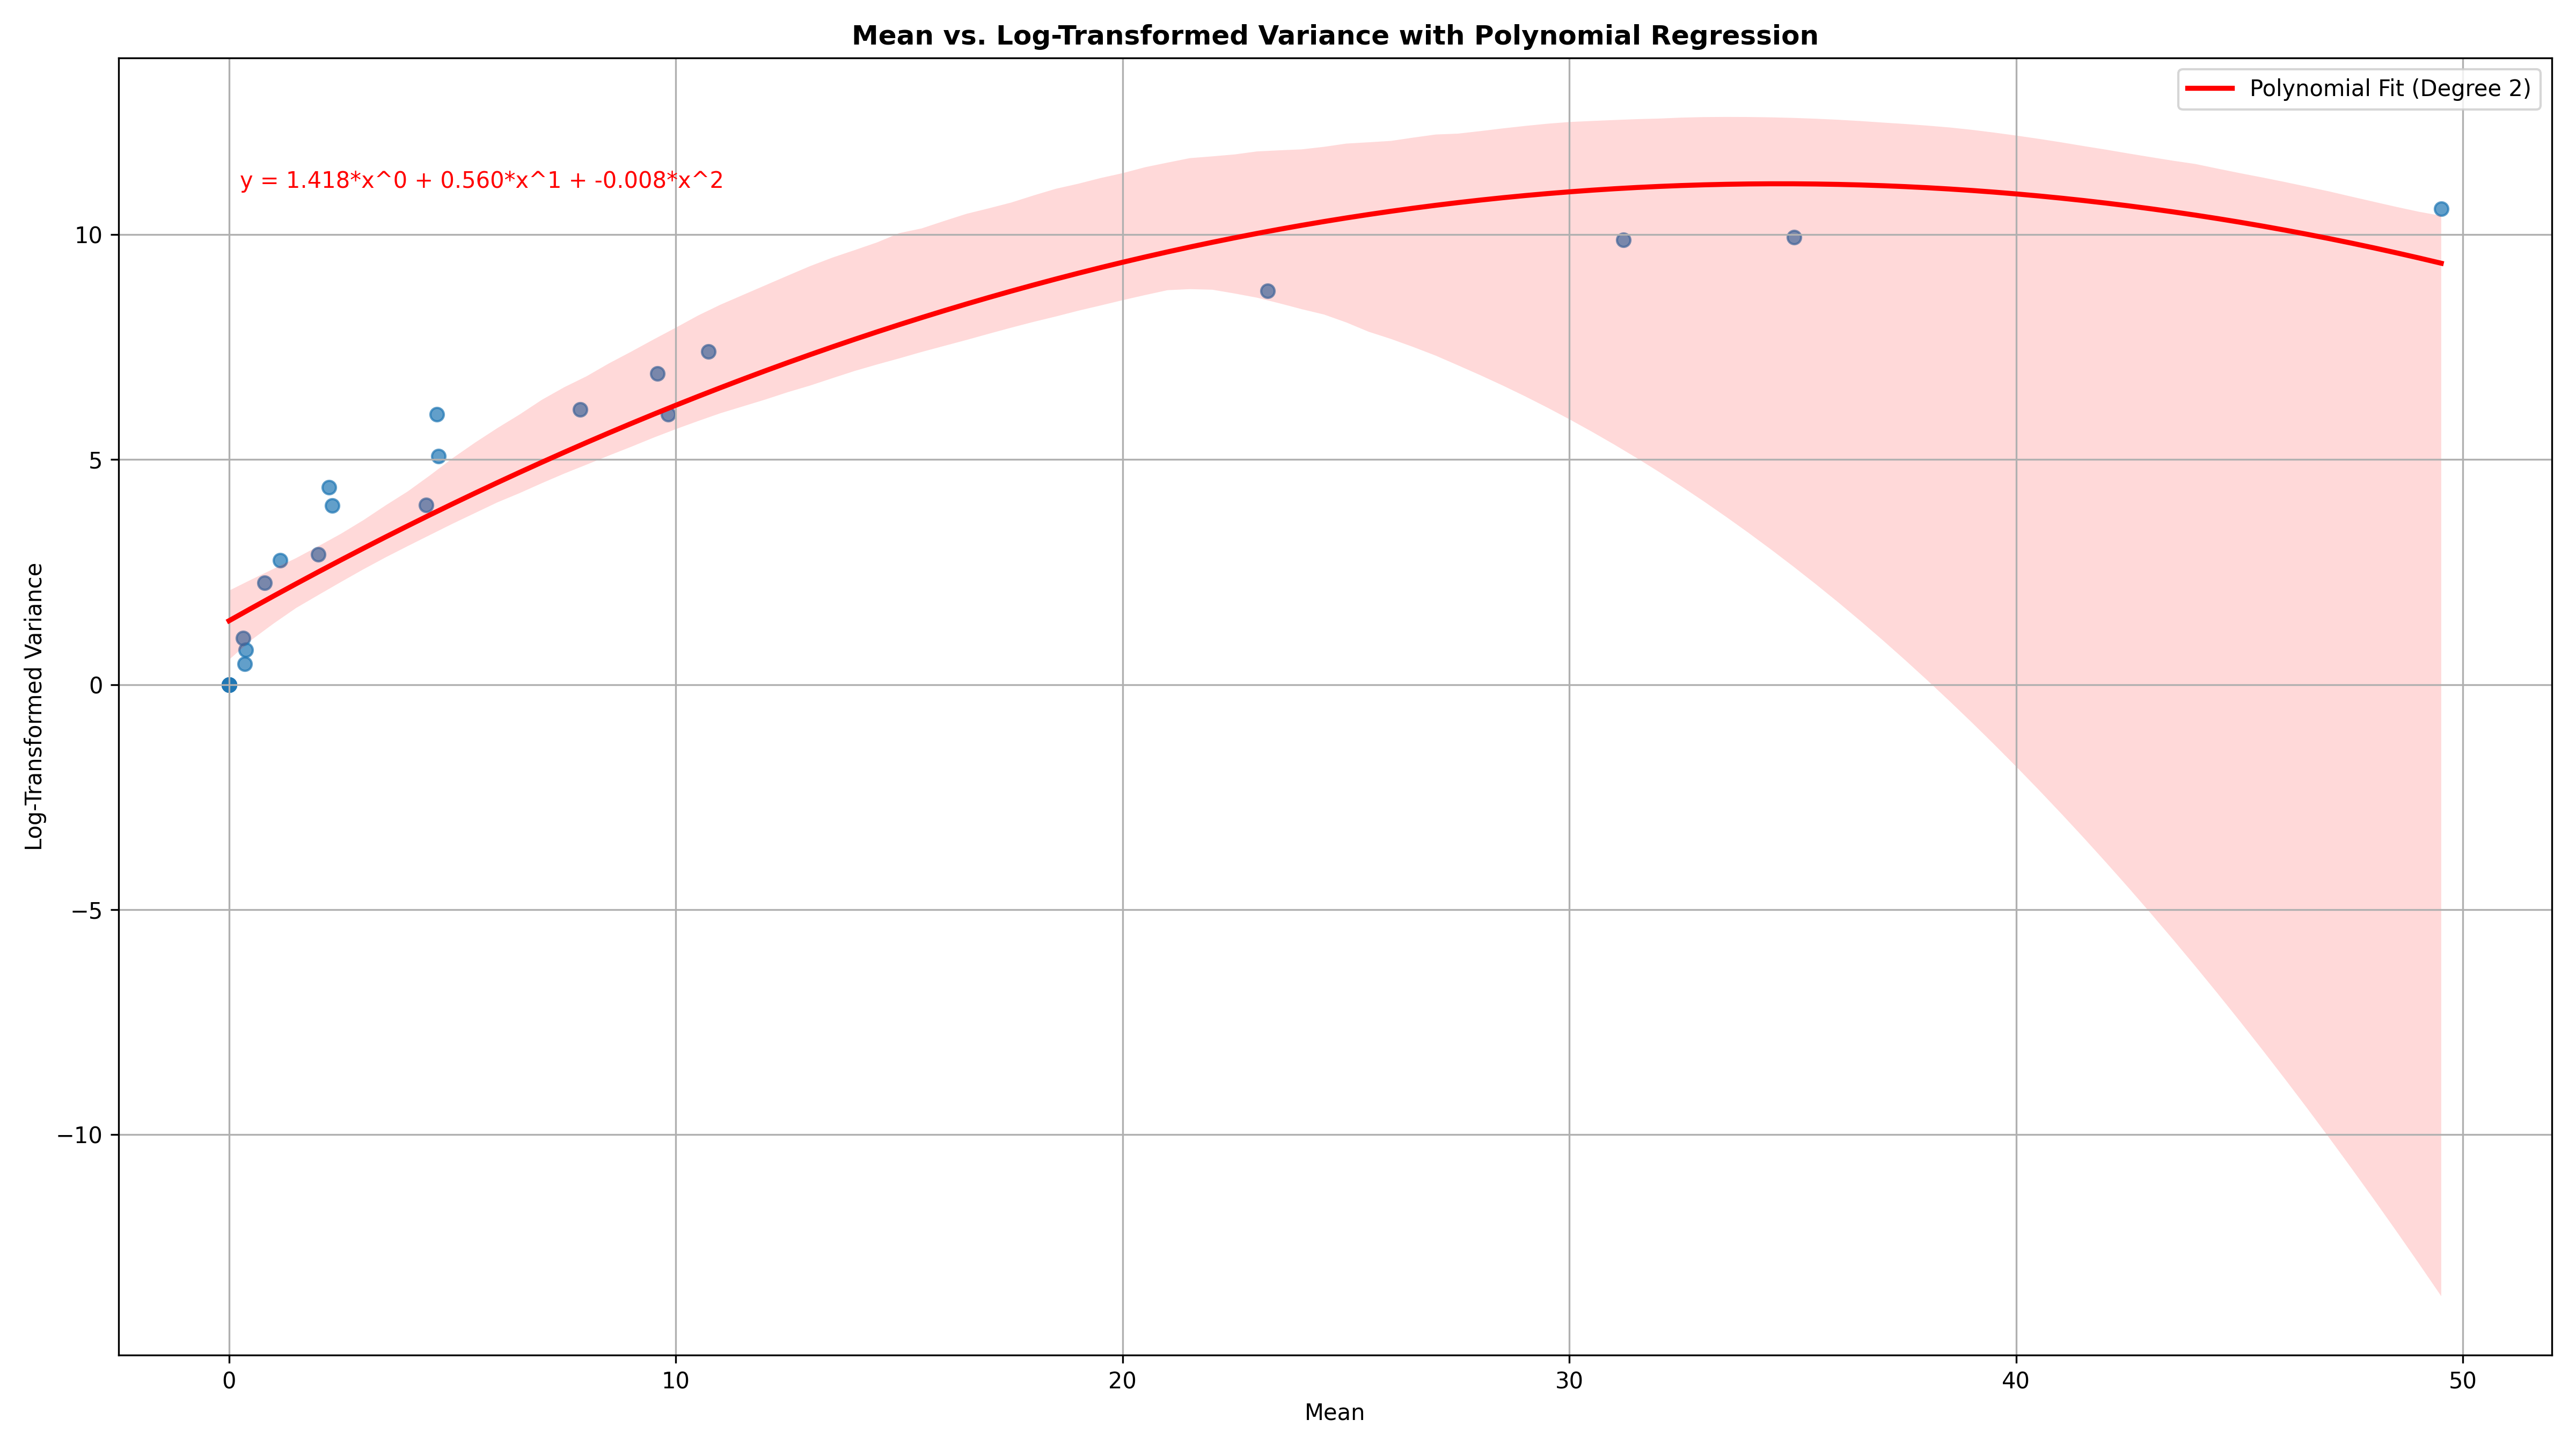 Mean vs. Log-Transformed Variance with Polynomial Regression
Polynomial Fit (Degree 2)
y = 1.418*x^0 + 0.560*x^1 + -0.008*x^2
10
5
0
−5
−10
Log-Transformed Variance
0 10 20 30 40 50
Mean